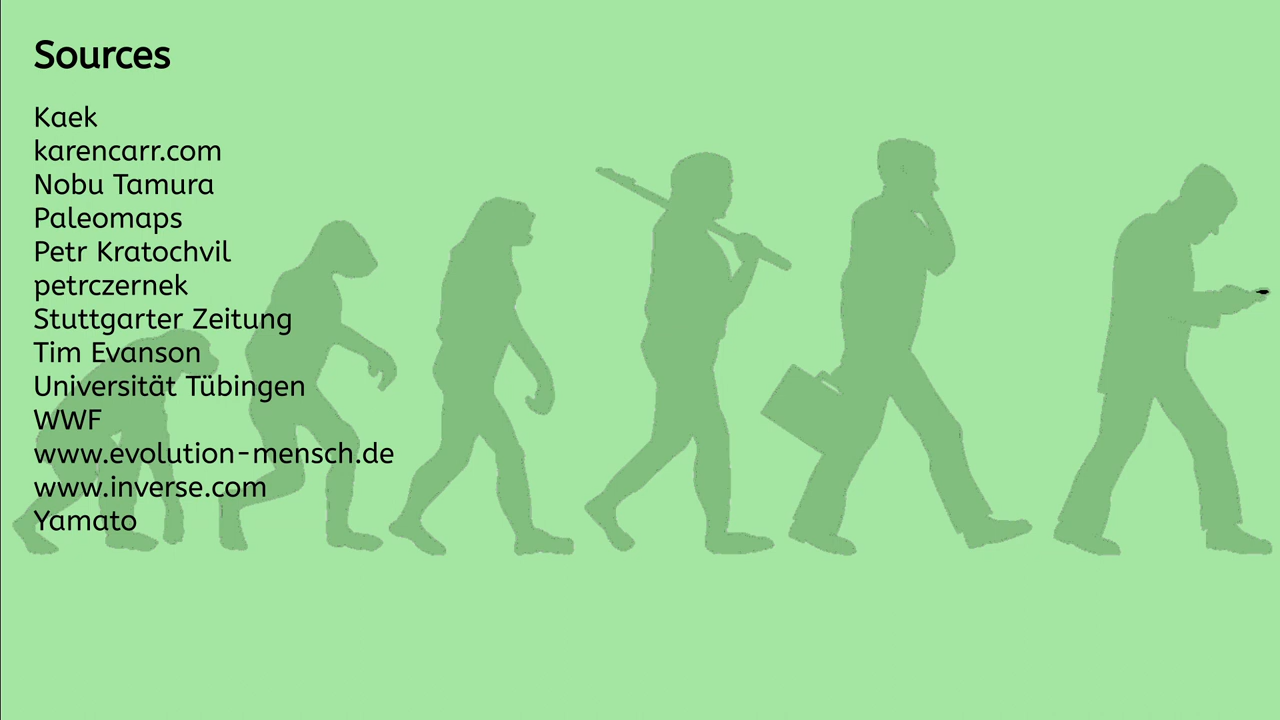 Sources
Kaek
karencarr.com
Nobu Tamura
Paleomaps
Petr Kratochvil
petrczernek
Stuttgarter Zeitung
Tim Evanson
Universität Tübingen
WWF
www.evolution-mensch.de
www.inverse.com
Yamato